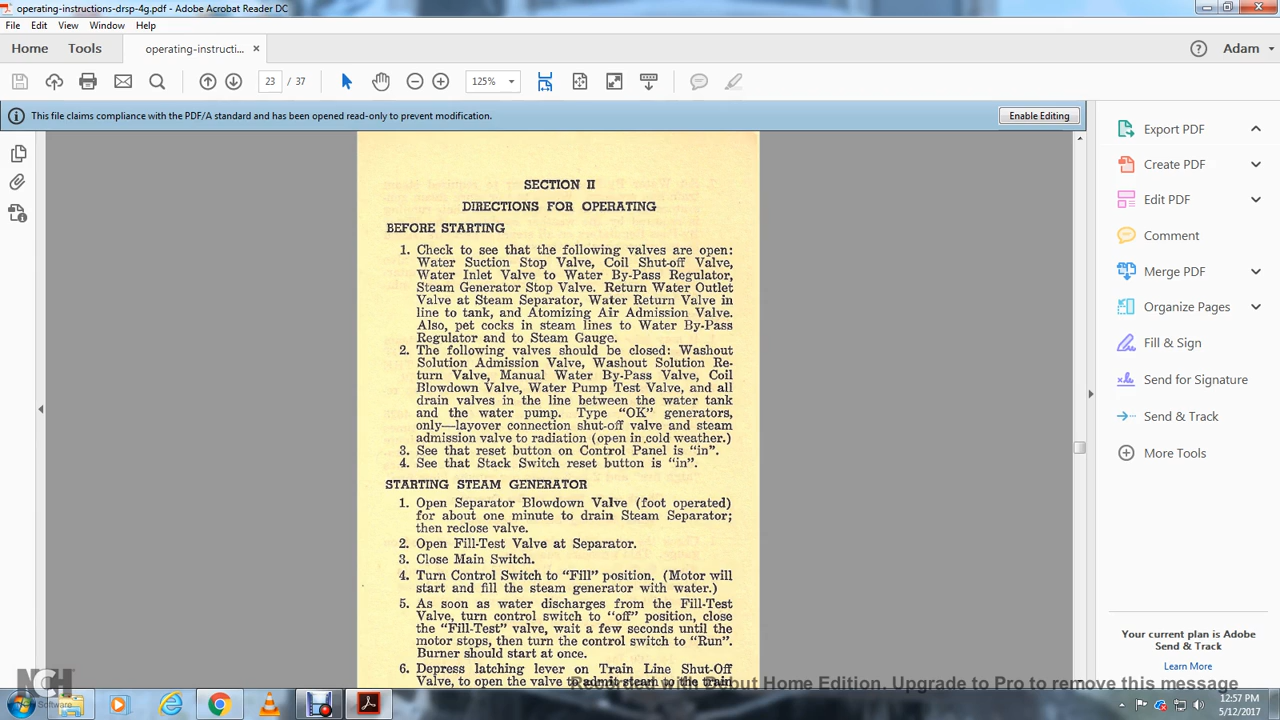 operating-instructions-drsp-4g.pdf - Adobe Acrobat Reader DC
File Edit View Window Help
Home Tools operating-instructi... × Adam
23 / 37 125%
This file claims compliance with the PDF/A standard and has been opened read-only to prevent modification. Enable Editing
SECTION II
DIRECTIONS FOR OPERATING
BEFORE STARTING
1. Check to see that the following valves are open:
Water Suction Stop Valve, Coil Shut-off Valve,
Water Inlet Valve to Water By-Pass Regulator,
Steam Generator Stop Valve. Return Water Outlet
Valve at Steam Separator, Water Return Valve in
line to tank, and Atomizing Air Admission Valve.
Also, pet cocks in steam lines to Water By-Pass
Regulator and to Steam Gauge.
2. The following valves should be closed: Washout
Solution Admission Valve, Washout Solution Re-
turn Valve, Manual Water By-Pass Valve, Coil
Blowdown Valve, Water Pump Test Valve, and all
drain valves in the line between the water tank
and the water pump. Type "OK" generators,
only—layover connection shut-off valve and steam
admission valve to radiation (open in cold weather.)
3. See that reset button on Control Panel is "in".
4. See that Stack Switch reset button is "in".
STARTING STEAM GENERATOR
1. Open Separator Blowdown Valve (foot operated)
for about one minute to drain Steam Separator;
then reclose valve.
2. Open Fill-Test Valve at Separator.
3. Close Main Switch.
4. Turn Control Switch to "Fill" position. (Motor will
start and fill the steam generator with water.)
5. As soon as water discharges from the Fill-Test
Valve, turn control switch to "off" position, close
the "Fill-Test" valve, wait a few seconds until the
motor stops, then turn the control switch to "Run".
Burner should start at once.
6. Depress latching lever on Train Line Shut-Off
Valve, to open the valve to admit steam to the train
Export PDF
Create PDF
Edit PDF
Comment
Merge PDF
Organize Pages
Fill & Sign
Send for Signature
Send & Track
More Tools
Your current plan is Adobe
Send & Track
Learn More
NCH
Software
Home Edition. Upgrade to Pro to remove this message
12:57 PM
5/12/2017